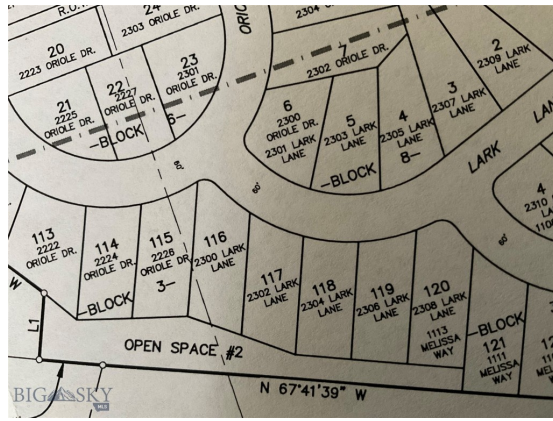 R.O.W.
24
2303 ORIOLE DR.
2304
20
2223 ORIOLE DR.
23
2301
ORIOLE DR.
7
2302 ORIOLE DR.
2
2309 LARK
LANE
22
2227
ORIOLE DR.
21
2225
ORIOLE DR.
-BLOCK
6-
6
2300
ORIOLE DR.
2301 LARK
LANE
5
2303 LARK
LANE
4
2305 LARK
LANE
3
2307 LARK
LANE
-BLOCK
8-
LARK
60'
60'
60'
4
2310
113
2222
ORIOLE DR.
114
2224
ORIOLE DR.
115
2226
ORIOLE DR.
-BLOCK
3-
116
2300 LARK
LANE
117
2302 LARK
LANE
118
2304 LARK
LANE
119
2306 LARK
LANE
120
2308 LARK
LANE
1113
MELISSA
WAY
-BLOCK
121
1111
MELISSA
WAY
W
L1
OPEN SPACE #2
N 67°41'39" W
BIG SKY
MLS